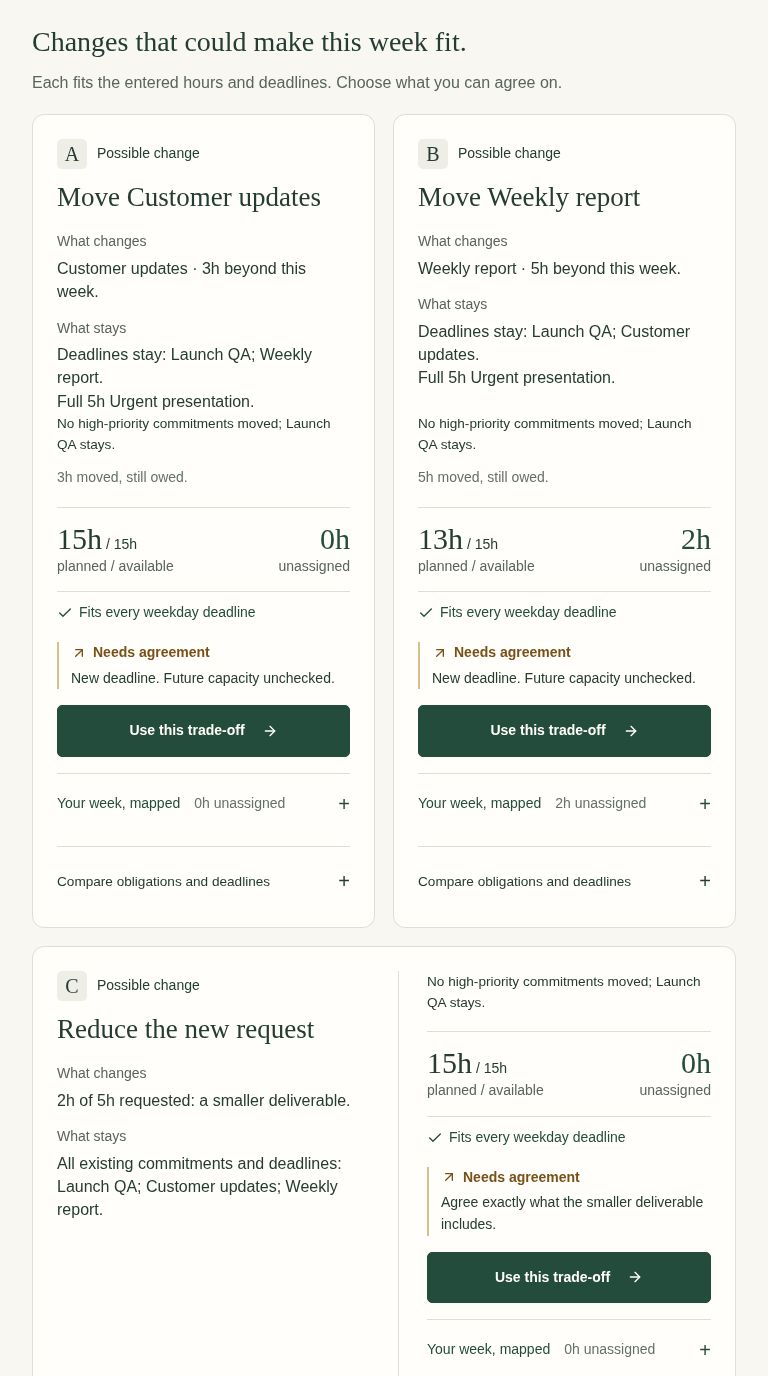 Changes that could make this week fit.
Each fits the entered hours and deadlines. Choose what you can agree on.
A Possible change
Move Customer updates
What changes
Customer updates · 3h beyond this
week.
What stays
Deadlines stay: Launch QA; Weekly
report.
Full 5h Urgent presentation.
No high-priority commitments moved; Launch
QA stays.
3h moved, still owed.
15h / 15h 0h
planned / available unassigned
Fits every weekday deadline
Needs agreement
New deadline. Future capacity unchecked.
Use this trade-off →
Your week, mapped 0h unassigned +
Compare obligations and deadlines +
B Possible change
Move Weekly report
What changes
Weekly report · 5h beyond this week.
What stays
Deadlines stay: Launch QA; Customer
updates.
Full 5h Urgent presentation.
No high-priority commitments moved; Launch
QA stays.
5h moved, still owed.
13h / 15h 2h
planned / available unassigned
Fits every weekday deadline
Needs agreement
New deadline. Future capacity unchecked.
Use this trade-off →
Your week, mapped 2h unassigned +
Compare obligations and deadlines +
C Possible change
Reduce the new request
What changes
2h of 5h requested: a smaller deliverable.
What stays
All existing commitments and deadlines:
Launch QA; Customer updates; Weekly
report.
No high-priority commitments moved; Launch
QA stays.
15h / 15h 0h
planned / available unassigned
Fits every weekday deadline
Needs agreement
Agree exactly what the smaller deliverable
includes.
Use this trade-off →
Your week, mapped 0h unassigned +